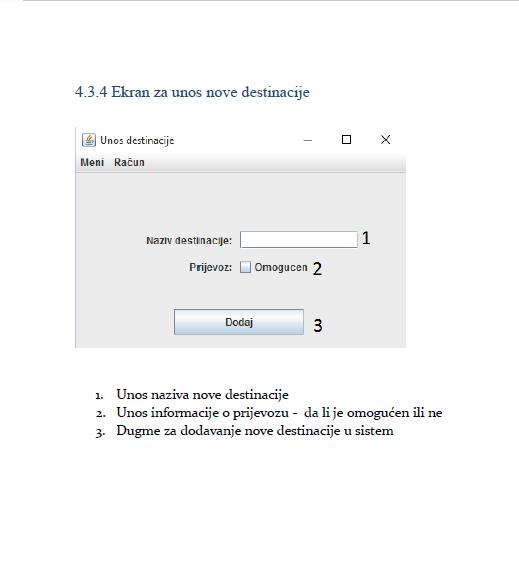 4.3.4 Ekran za unos nove destinacije
Unos destinacije
Meni Račun
Naziv destiinacije: 1
Prijevoz: Omogucen 2
Dodaj 3
1. Unos naziva nove destinacije
2. Unos informacije o prijevozu - da li je omogućen ili ne
3. Dugme za dodavanje nove destinacije u sistem